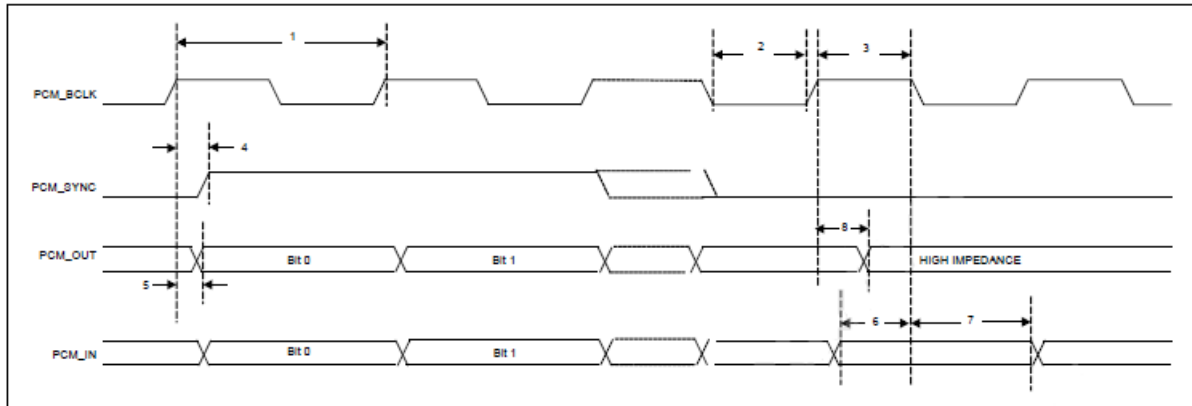 1
2
3
PCM_BCLK
4
PCM_SYNC
8
PCM_OUT
Bit 0
Bit 1
HIGH IMPEDANCE
5
6
7
PCM_IN
Bit 0
Bit 1